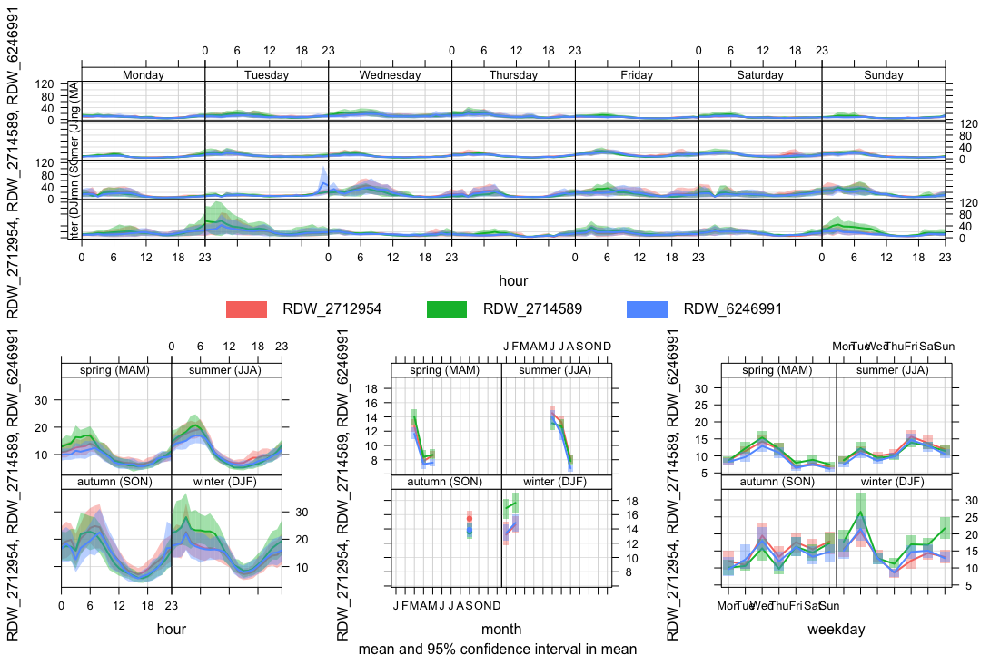 0 6 12 18 23 0 6 12 18 23
Monday Tuesday Wednesday Thursday Friday Saturday Sunday
120
80
40
0
120
80
40
0
120
80
40
0
120
80
40
0
RDW_2712954, RDW_2714589, RDW_6246991
0 6 12 18 23 0 6 12 18 23 0 6 12 18 23 0 6 12 18 23
hour
RDW_2712954 RDW_2714589 RDW_6246991
0 6 12 18 23
spring (MAM) summer (JJA)
30
20
10
autumn (SON) winter (DJF)
30
20
10
RDW_2712954, RDW_2714589, RDW_6246991
0 6 12 18 23
hour
J F M A M J J A S O N D
spring (MAM) summer (JJA)
18
16
14
12
10
8
autumn (SON) winter (DJF)
18
16
14
12
10
8
RDW_2712954, RDW_2714589, RDW_6246991
J F M A M J J A S O N D
month
Mon Tue Wed Thu Fri Sat Sun
spring (MAM) summer (JJA)
30
25
20
15
10
5
autumn (SON) winter (DJF)
30
25
20
15
10
5
RDW_2712954, RDW_2714589, RDW_6246991
Mon Tue Wed Thu Fri Sat Sun
weekday
mean and 95% confidence interval in mean